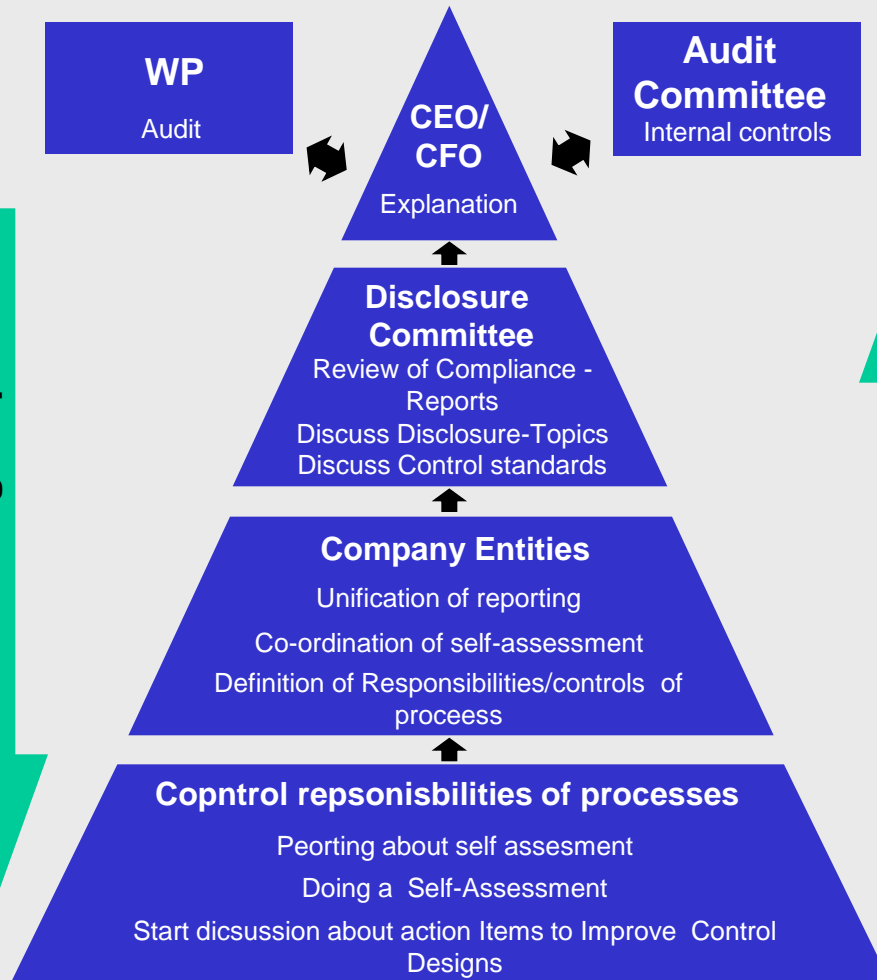 WP
Audit
CEO/
CFO
Explanation
Audit
Committee
Internal controls
Disclosure
Committee
Review of Compliance -
Reports
Discuss Disclosure-Topics
Discuss Control standards
Company Entities
Unification of reporting
Co-ordination of self-assessment
Definition of Responsibilities/controls of
proceess
Copntrol repsonisbilities of processes
Peorting about self assesment
Doing a Self-Assessment
Start dicsussion about action Items to Improve Control
Designs